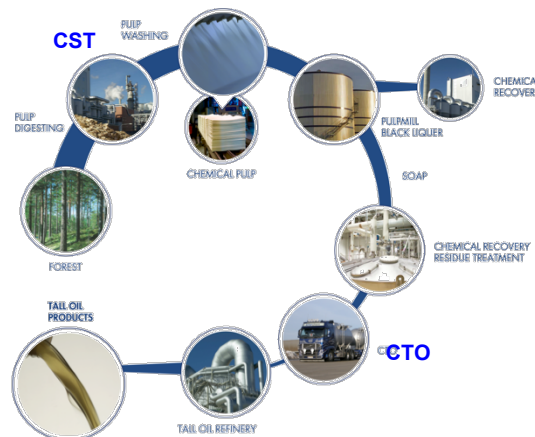 CST
PULP
WASHING
PULP
DIGESTING
CHEMICAL PULP
PULPMILL
BLACK LIQUER
CHEMICAL
RECOVER
SOAP
FOREST
CHEMICAL RECOVERY
RESIDUE TREATMENT
TALL OIL
PRODUCTS
CTO
TALL OIL REFINERY